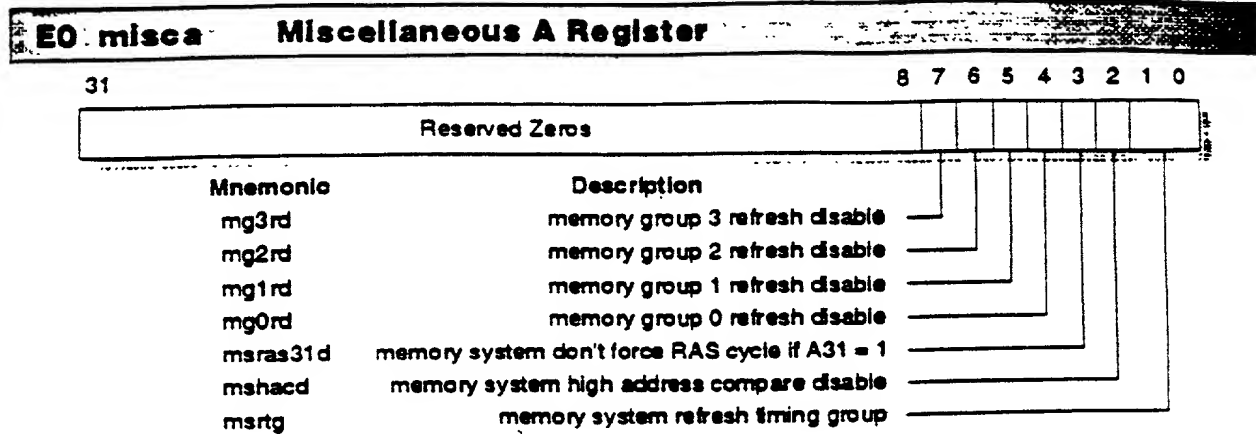 E0 misca Miscellaneous A Register
31 8 7 6 5 4 3 2 1 0
Reserved Zeros
Mnemonic Description
mg3rd memory group 3 refresh disable
mg2rd memory group 2 refresh disable
mg1rd memory group 1 refresh disable
mg0rd memory group 0 refresh disable
msras31d memory system don't force RAS cycle if A31 = 1
mshacd memory system high address compare disable
msrtg memory system refresh timing group